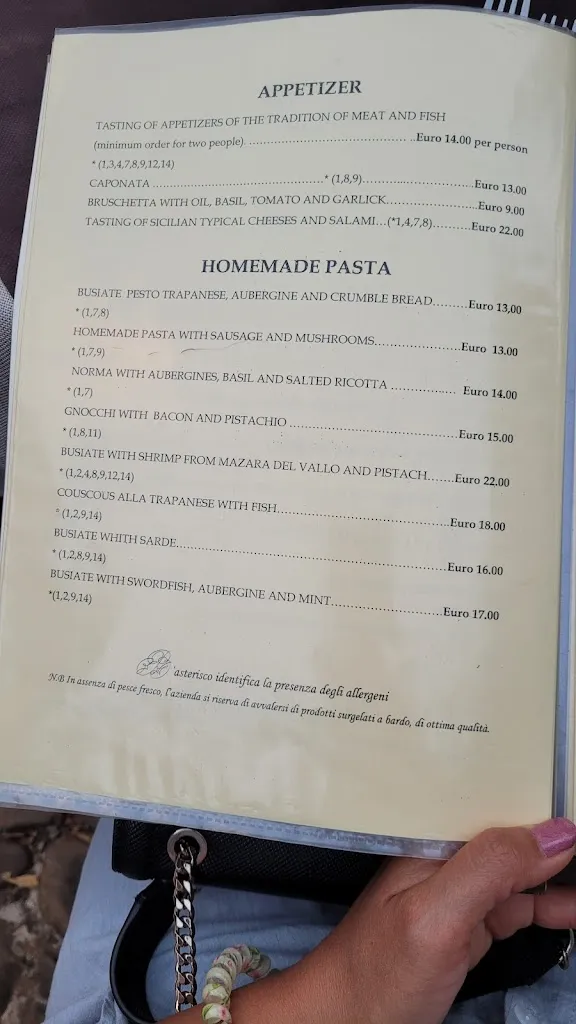 APPETIZER
TASTING OF APPETIZERS OF THE TRADITION OF MEAT AND FISH
(minimum order for two people). .......................................... ..Euro 14.00 per person
* (1,3,4,7,8,9,12,14)
CAPONATA .............................................* (1,8,9).............................Euro 13.00
BRUSCHETTA WITH OIL, BASIL, TOMATO AND GARLICK........................Euro 9.00
TASTING OF SICILIAN TYPICAL CHEESES AND SALAMI...(*1,4,7,8)..........Euro 22.00
HOMEMADE PASTA
BUSIATE PESTO TRAPANESE, AUBERGINE AND CRUMBLE BREAD.........Euro 13,00
* (1,7,8)
HOMEMADE PASTA WITH SAUSAGE AND MUSHROOMS......................Euro 13.00
* (1,7,9)
NORMA WITH AUBERGINES, BASIL AND SALTED RICOTTA ................. Euro 14.00
* (1,7)
GNOCCHI WITH BACON AND PISTACHIO ...........................................Euro 15.00
* (1,8,11)
BUSIATE WITH SHRIMP FROM MAZARA DEL VALLO AND PISTACH.......Euro 22.00
* (1,2,4,8,9,12,14)
COUSCOUS ALLA TRAPANESE WITH FISH............................................Euro 18.00
* (1,2,9,14)
BUSIATE WHITH SARDE.....................................................................Euro 16.00
* (1,2,8,9,14)
BUSIATE WITH SWORDFISH, AUBERGINE AND MINT............................Euro 17.00
*(1,2,9,14)
'asterisco identifica la presenza degli allergeni
N.B In assenza di pesce fresco, l'azienda si riserva di avvalersi di prodotti surgelati a bardo, di ottima qualità.